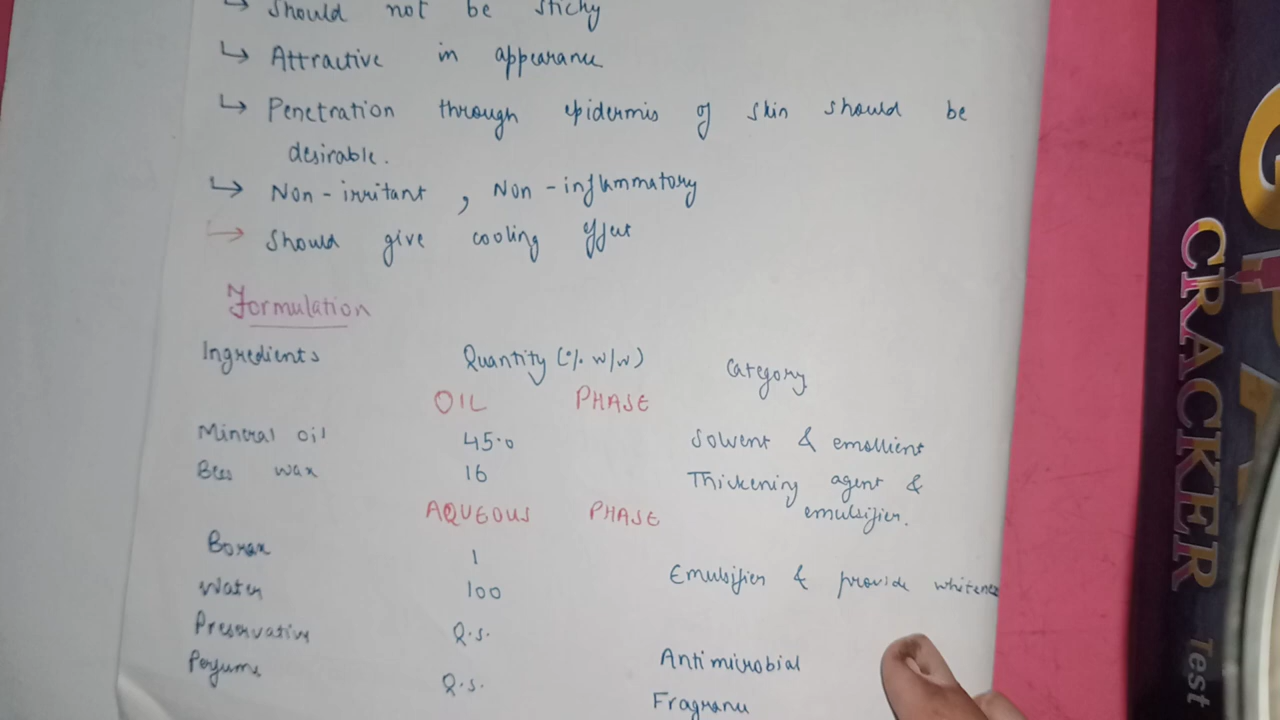 ↳ Should not be sticky
↳ Attractive in appearance
↳ Penetration through epidermis of skin should be
desirable.
↳ Non-irritant, Non-inflammatory
→ Should give cooling effect
Formulation
Ingredients Quantity (% w/w) Category
OIL PHASE
Mineral oil 45.0 Solvent & emollient
Bees wax 16 Thickening agent &
emulsifier.
AQUEOUS PHASE
Borax 1 Emulsifier & provide whiteness
Water 100
Preservative Q.s. Antimicrobial
Perfume Q.s. Fragrance
CRACKER
Test